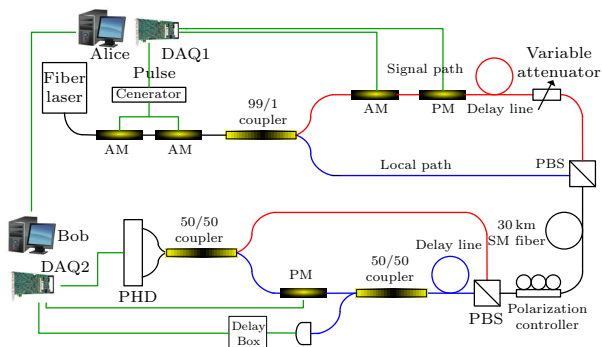 Alice
DAQ1
Fiber
laser
Pulse
Cenerator
AM
AM
99/1
coupler
Signal path
AM
PM
Delay line
Variable
attenuator
Local path
PBS
30 km
SM fiber
Bob
DAQ2
PHD
50/50
coupler
PM
50/50
coupler
Delay line
PBS
Polarization
controller
Delay
Box